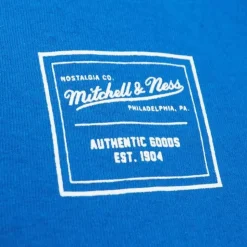 NOSTALGIA CO.
Mitchell & Ness
PHILADELPHIA, PA.
AUTHENTIC GOODS
EST. 1904